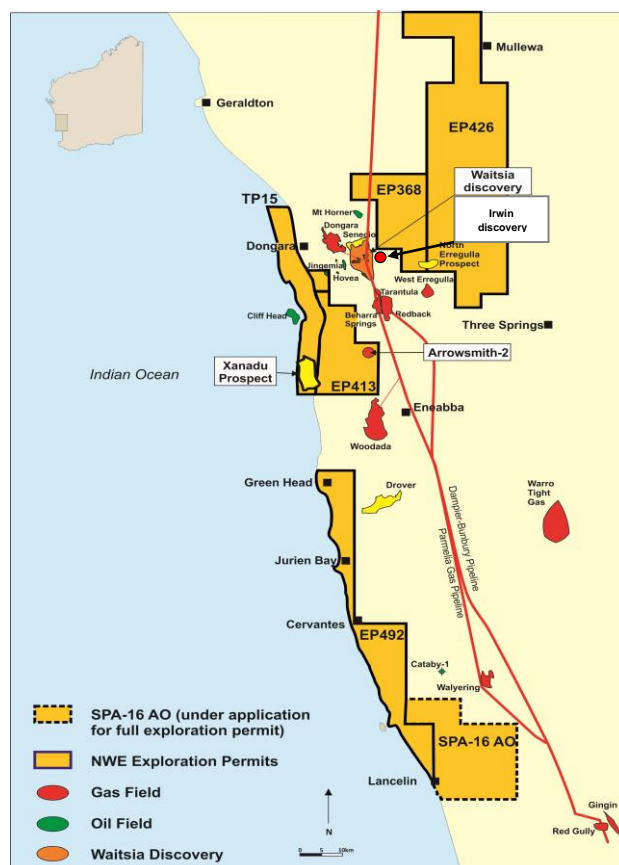 Mullewa
Geraldton
EP426
Waitsia
discovery
EP368
TP15
Irwin
discovery
Mt Horner
Dongara
Senecio
Dongara
North
Erregulla
Prospect
Jingemia
Hovea
West Erregulla
Tarantula
Cliff Head
Beharra
Springs
Redback
Three Springs
Arrowsmith-2
Xanadu
Prospect
Indian Ocean
EP413
Eneabba
Woodada
Green Head
Drover
Warro
Tight
Gas
Dampier-Bunbury Pipeline
Parmelia Gas Pipeline
Jurien Bay
Cervantes
EP492
Cataby-1
Walyering
SPA-16 AO (under application
for full exploration permit)
SPA-16 AO
NWE Exploration Permits
Lancelin
Gas Field
Oil Field
Waitsia Discovery
N
0 5 10km
Gingin
Red Gully